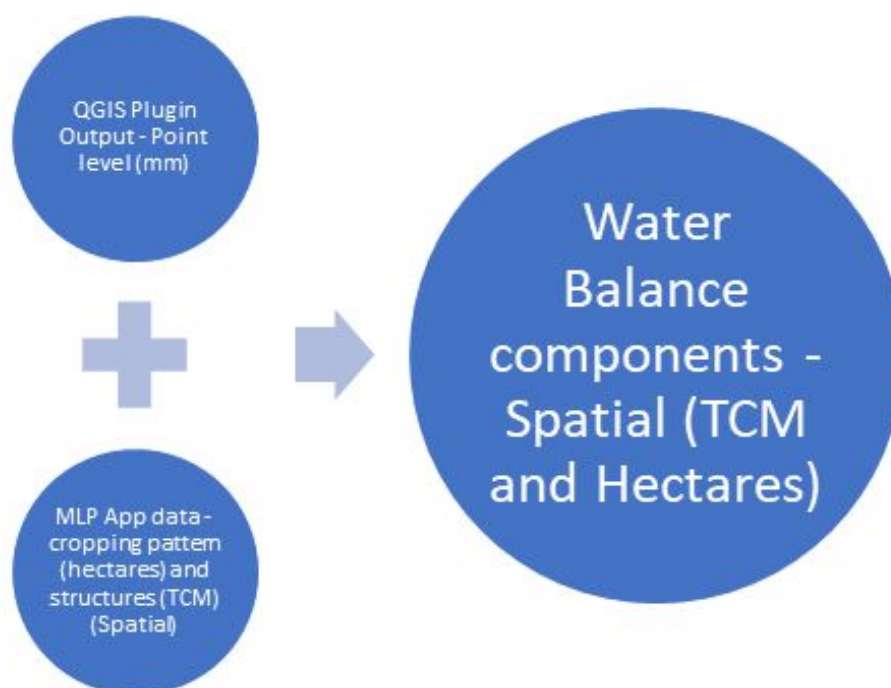 QGIS Plugin
Output - Point
level (mm)
MLP App data -
cropping pattern
(hectares) and
structures (TCM)
(Spatial)
Water
Balance
components -
Spatial (TCM
and Hectares)